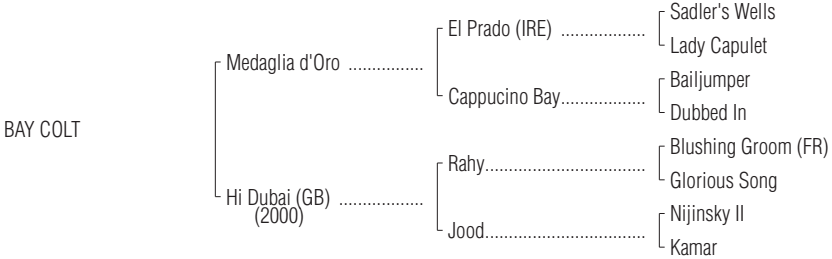 Sadler's Wells
El Prado (IRE) ..................
Lady Capulet
Medaglia d'Oro ................
Bailjumper
Cappucino Bay..................
Dubbed In
BAY COLT
Blushing Groom (FR)
Rahy..................................
Glorious Song
Hi Dubai (GB) ..................
(2000)
Nijinsky II
Jood..................................
Kamar